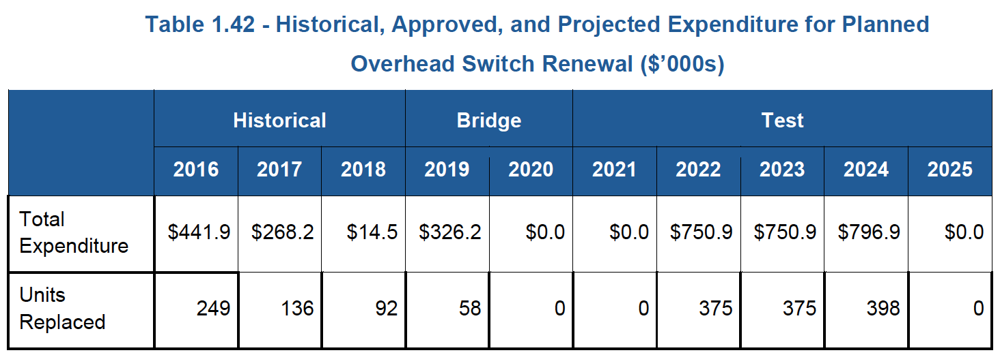 Table 1.42 - Historical, Approved, and Projected Expenditure for Planned
Overhead Switch Renewal ($’000s)
Historical Bridge Test
2016 2017 2018 2019 2020 2021 2022 2023 2024 2025
Total
Expenditure
$441.9 $268.2 $14.5 $326.2 $0.0 $0.0 $750.9 $750.9 $796.9 $0.0
Units
Replaced
249 136 92 58 0 0 375 375 398 0